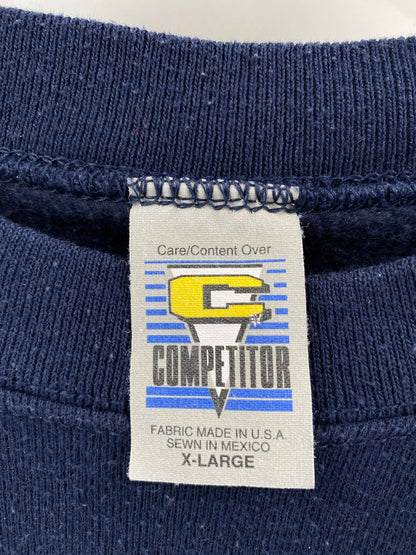 Care/Content Over
C
COMPETITOR
FABRIC MADE IN U.S.A.
SEWN IN MEXICO
X-LARGE